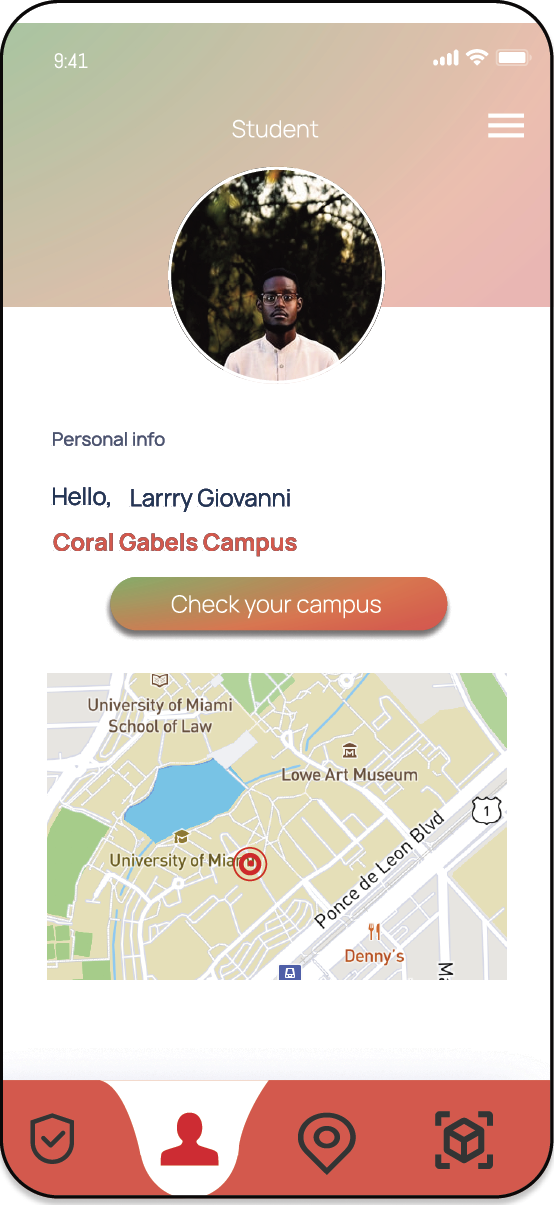 9:41
Student
Personal info
Hello, Larrry Giovanni
Coral Gabels Campus
Check your campus
University of Miami
School of Law
Lowe Art Museum
1
University of Miami
Ponce de Leon Blvd
Denny's
Ma